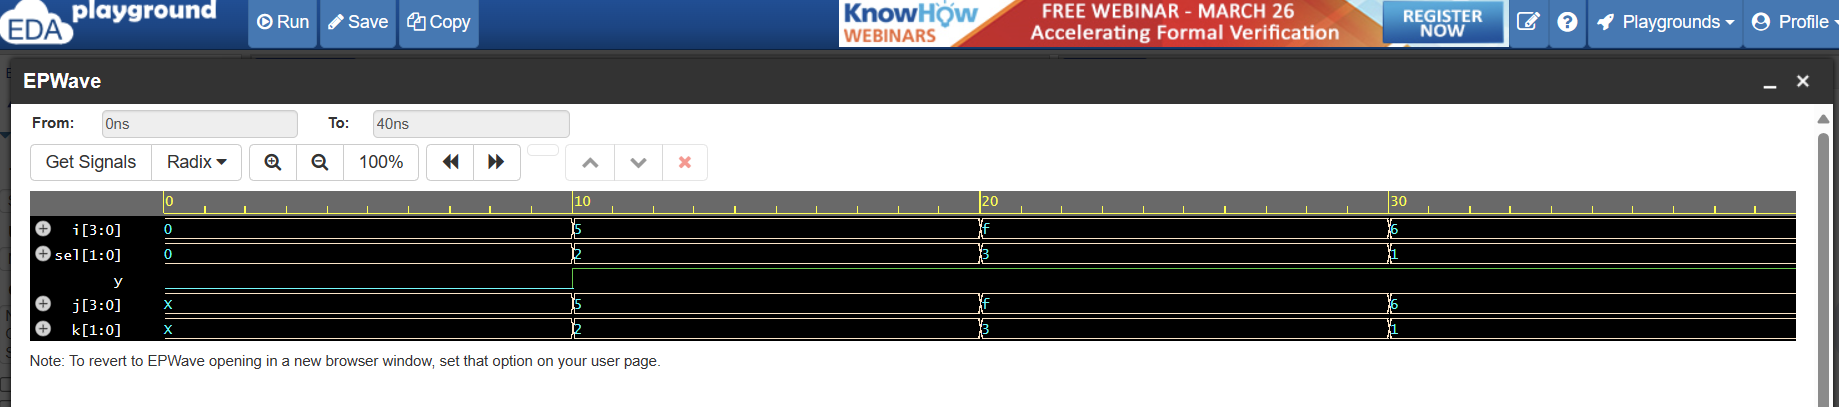 EDA playground
Run
Save
Copy
KnowHow WEBINARS
FREE WEBINAR - MARCH 26
Accelerating Formal Verification
REGISTER NOW
Playgrounds
Profile
EPWave
From: 0ns To: 40ns
Get Signals Radix 100%
0 10 20 30
i[3:0] 0 5 f 6
sel[1:0] 0 2 3 1
y
j[3:0] X 5 f 6
k[1:0] X 2 3 1
Note: To revert to EPWave opening in a new browser window, set that option on your user page.